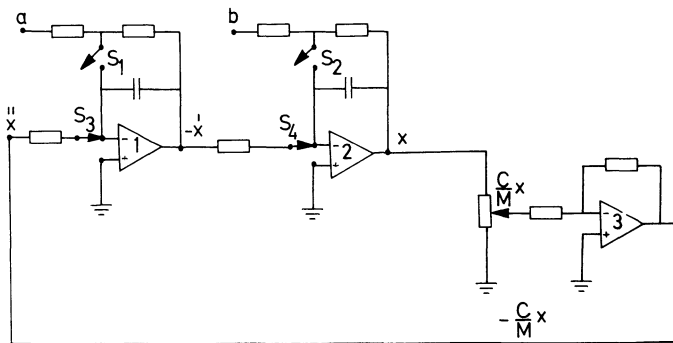 a
b
S1
S2
x''
S3
- 1 +
-x'
S4
- 2 +
x
C/M x
- 3 +
- C/M x